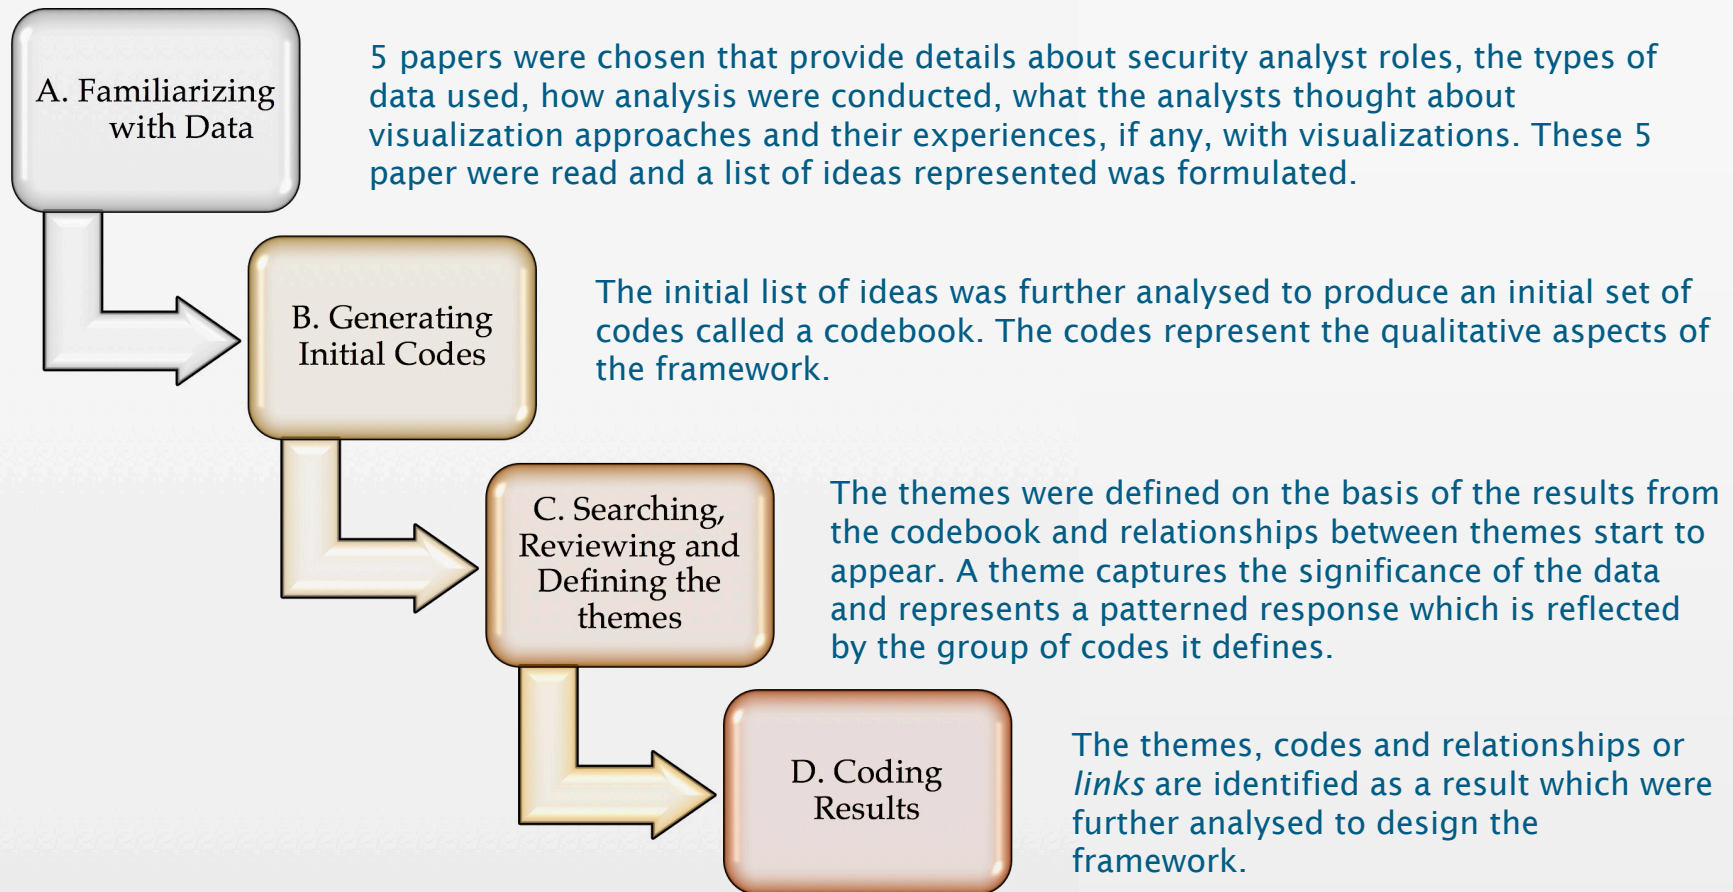 A. Familiarizing
with Data
5 papers were chosen that provide details about security analyst roles, the types of
data used, how analysis were conducted, what the analysts thought about
visualization approaches and their experiences, if any, with visualizations. These 5
paper were read and a list of ideas represented was formulated.
B. Generating
Initial Codes
The initial list of ideas was further analysed to produce an initial set of
codes called a codebook. The codes represent the qualitative aspects of
the framework.
C. Searching,
Reviewing and
Defining the
themes
The themes were defined on the basis of the results from
the codebook and relationships between themes start to
appear. A theme captures the significance of the data
and represents a patterned response which is reflected
by the group of codes it defines.
D. Coding
Results
The themes, codes and relationships or
links are identified as a result which were
further analysed to design the
framework.